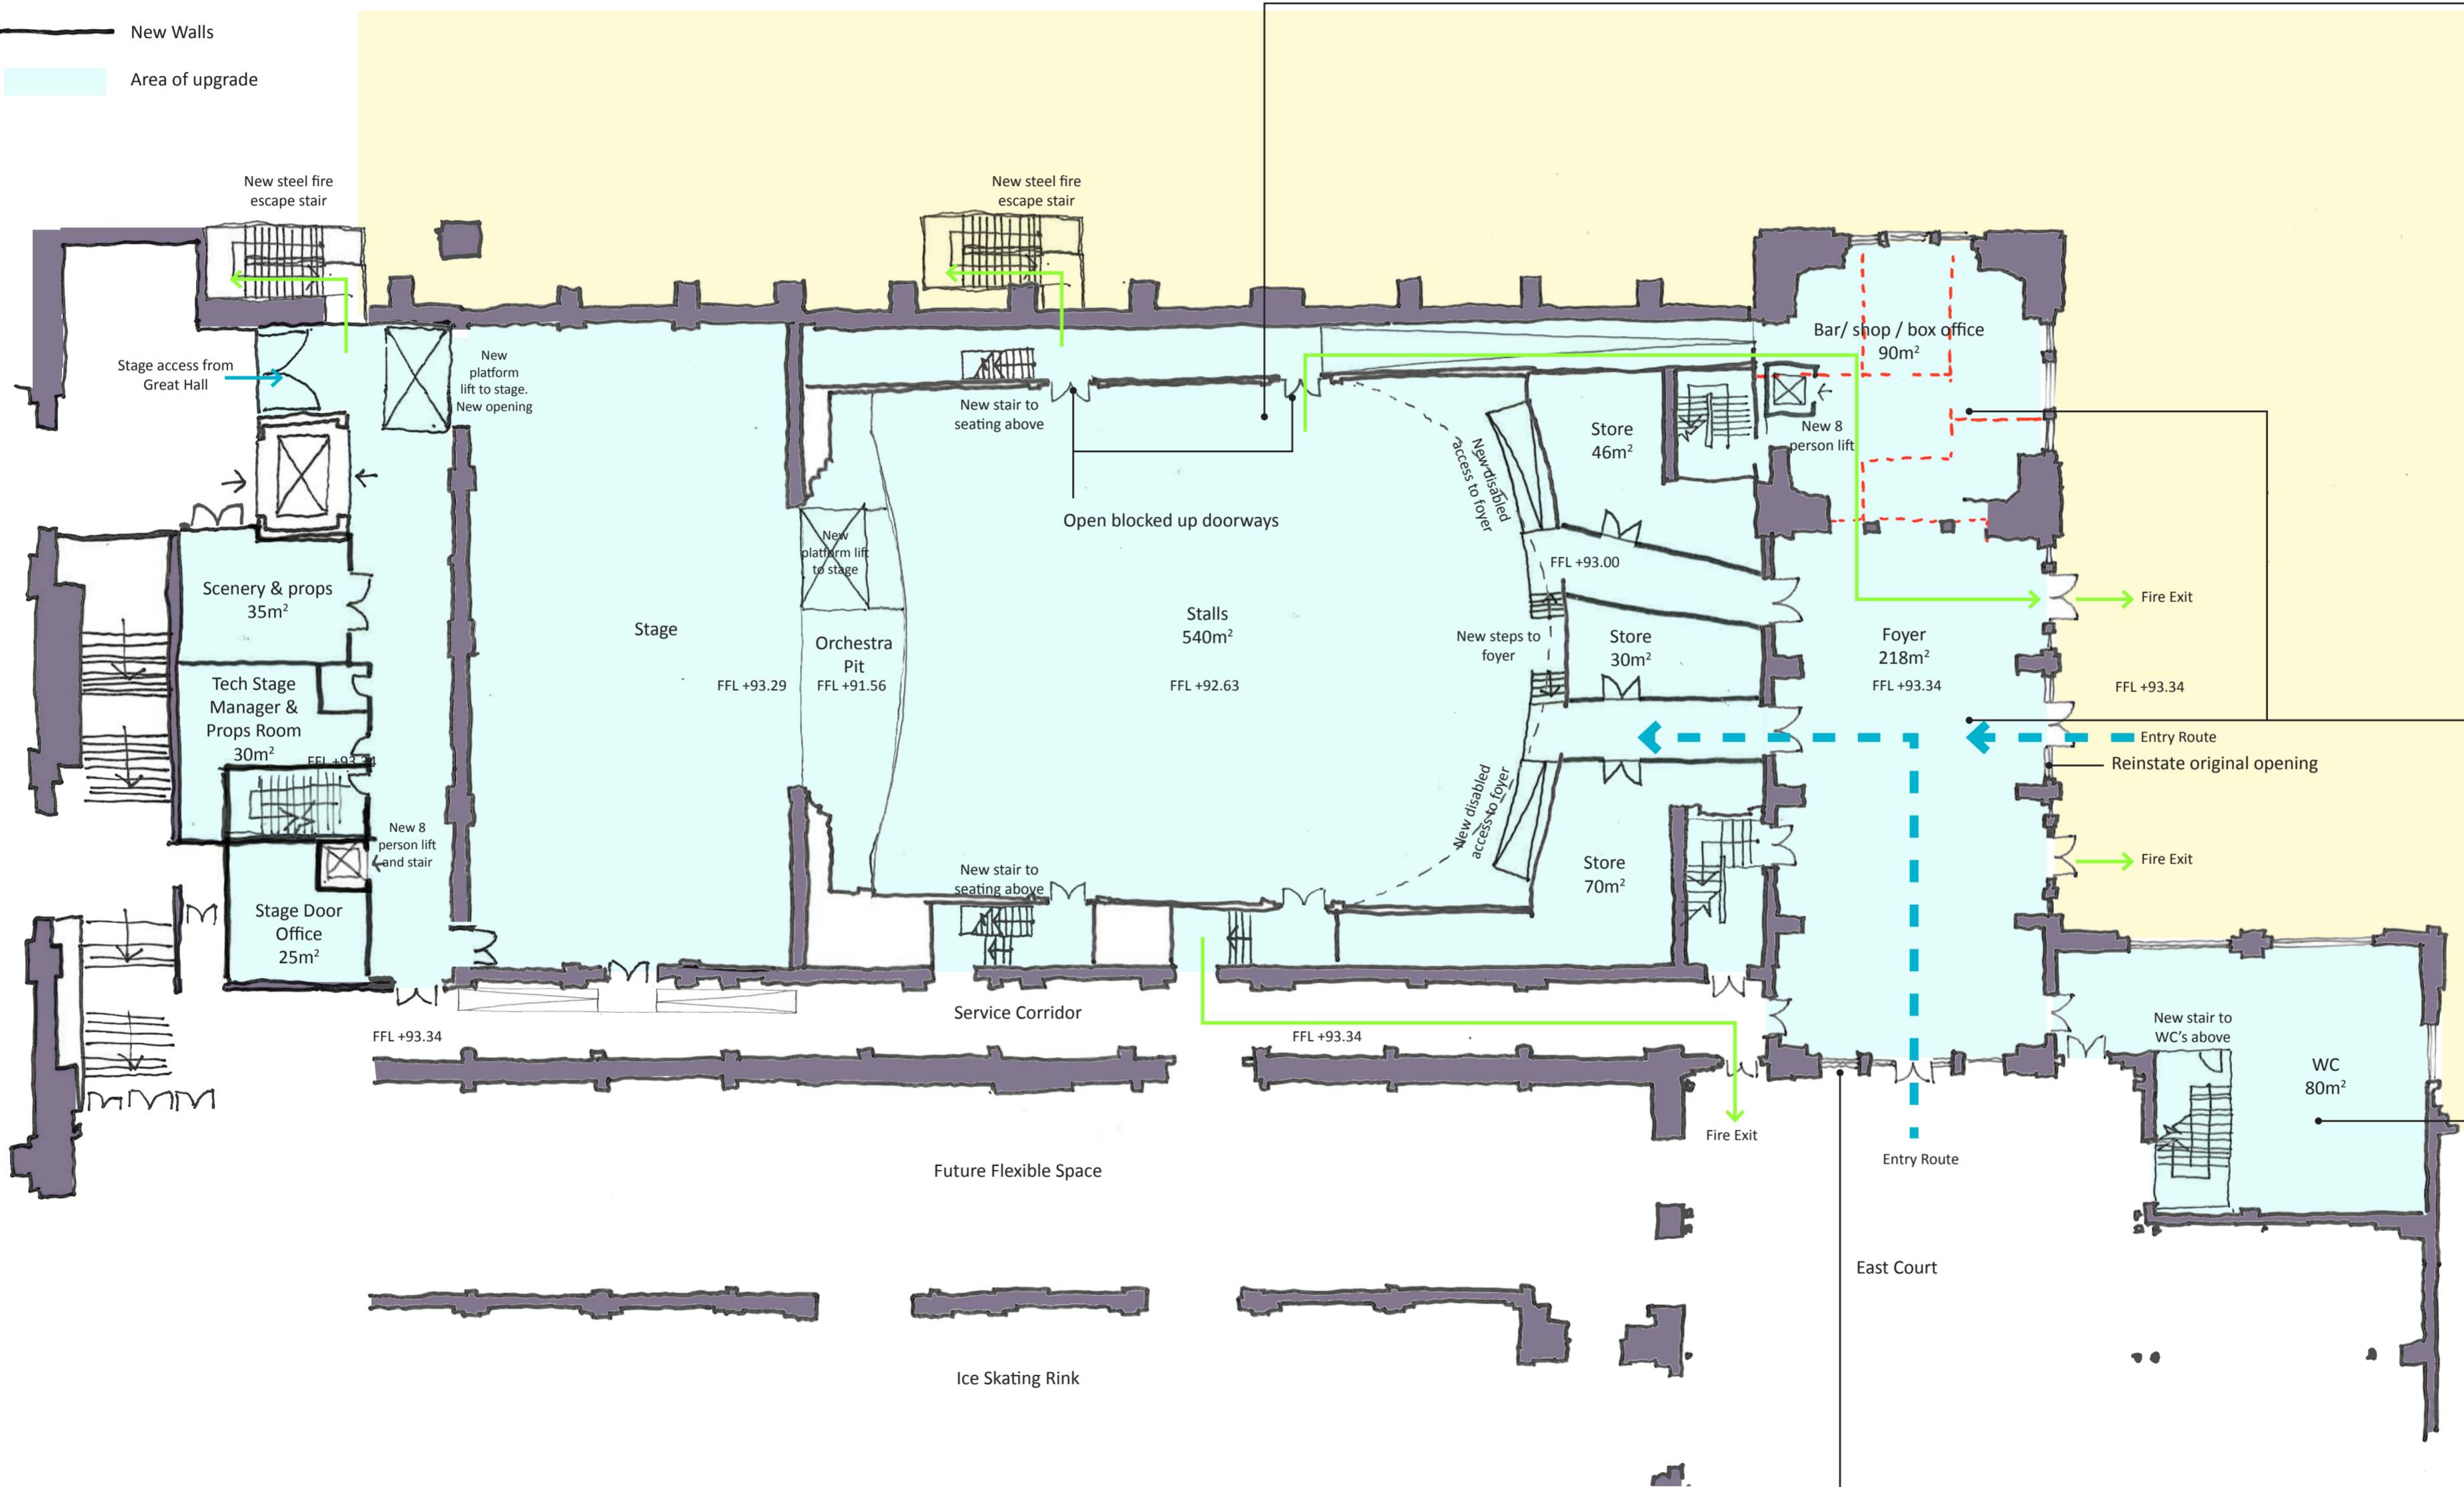 New Walls
Area of upgrade
New steel fire
escape stair
New steel fire
escape stair
Stage access from
Great Hall
New
platform
lift to stage.
New opening
New stair to
seating above
Open blocked up doorways
Bar/ shop / box office
90m²
New 8
person lift
Store
46m²
New disabled
access to foyer
FFL +93.00
New
platform lift
to stage
Scenery & props
35m²
Stage
Orchestra
Pit
Stalls
540m²
New steps to
foyer
Store
30m²
Foyer
218m²
Fire Exit
FFL +93.29
FFL +91.56
FFL +92.63
FFL +93.34
FFL +93.34
Tech Stage
Manager &
Props Room
30m²
FFL +93.34
Entry Route
Reinstate original opening
New 8
person lift
and stair
New disabled
access to foyer
Fire Exit
Stage Door
Office
25m²
New stair to
seating above
Store
70m²
Service Corridor
FFL +93.34
FFL +93.34
New stair to
WC's above
WC
80m²
Fire Exit
Entry Route
Future Flexible Space
East Court
Ice Skating Rink